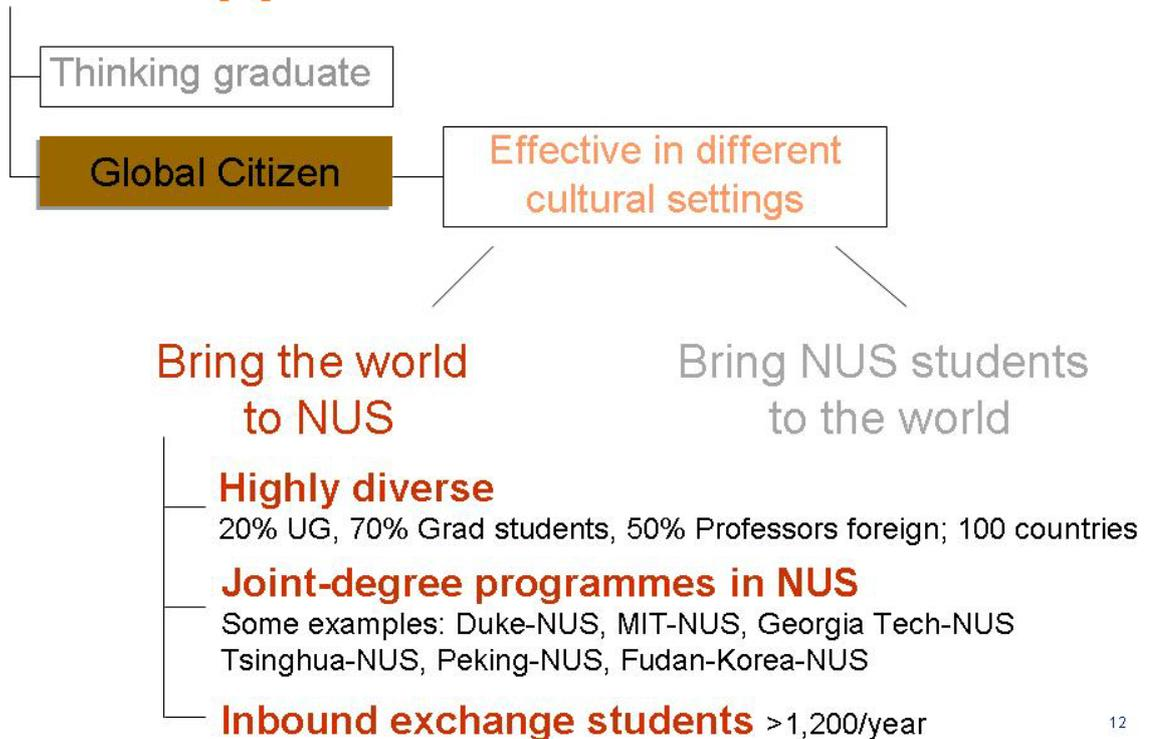 Thinking graduate
Global Citizen
Effective in different
cultural settings
Bring the world
to NUS
Bring NUS students
to the world
Highly diverse
20% UG, 70% Grad students, 50% Professors foreign; 100 countries
Joint-degree programmes in NUS
Some examples: Duke-NUS, MIT-NUS, Georgia Tech-NUS
Tsinghua-NUS, Peking-NUS, Fudan-Korea-NUS
Inbound exchange students >1,200/year
12